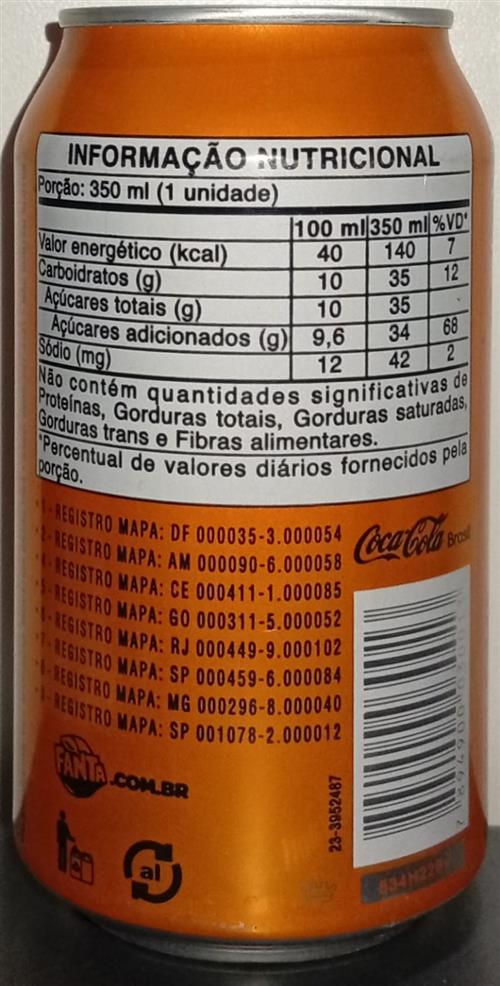 INFORMAÇÃO NUTRICIONAL
Porção: 350 ml (1 unidade)
100 ml 350 ml %VD*
Valor energético (kcal) 40 140 7
Carboidratos (g) 10 35 12
Açúcares totais (g) 10 35
Açúcares adicionados (g) 9,6 34 68
Sódio (mg) 12 42 2
Não contém quantidades significativas de
Proteínas, Gorduras totais, Gorduras saturadas,
Gorduras trans e Fibras alimentares.
*Percentual de valores diários fornecidos pela
porção.
1 - REGISTRO MAPA: DF 000035-3.000054
2 - REGISTRO MAPA: AM 000090-6.000058
4 - REGISTRO MAPA: CE 000411-1.000085
5 - REGISTRO MAPA: GO 000311-5.000052
6 - REGISTRO MAPA: RJ 000449-9.000102
7 - REGISTRO MAPA: SP 000459-6.000084
REGISTRO MAPA: MG 000296-8.000040
REGISTRO MAPA: SP 001078-2.000012
Coca-Cola Brasil
FANTA.COM.BR
23-3952487
al